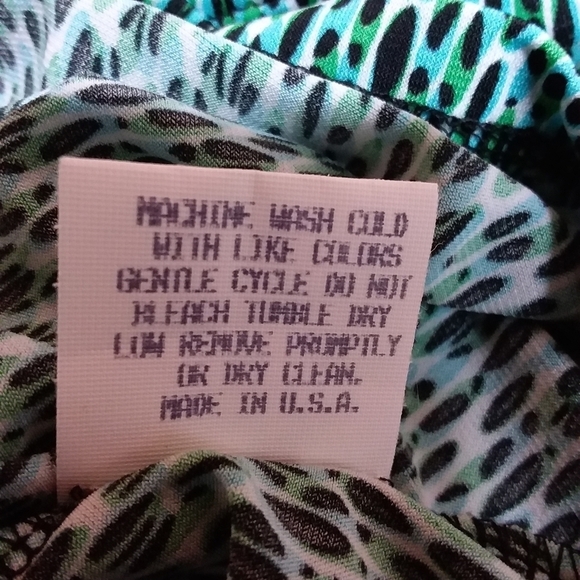 MACHINE WASH COLD
WITH LIKE COLORS
GENTLE CYCLE DO NOT
BLEACH TUMBLE DRY
LOW REMOVE PROMPTLY
OR DRY CLEAN.
MADE IN U.S.A.